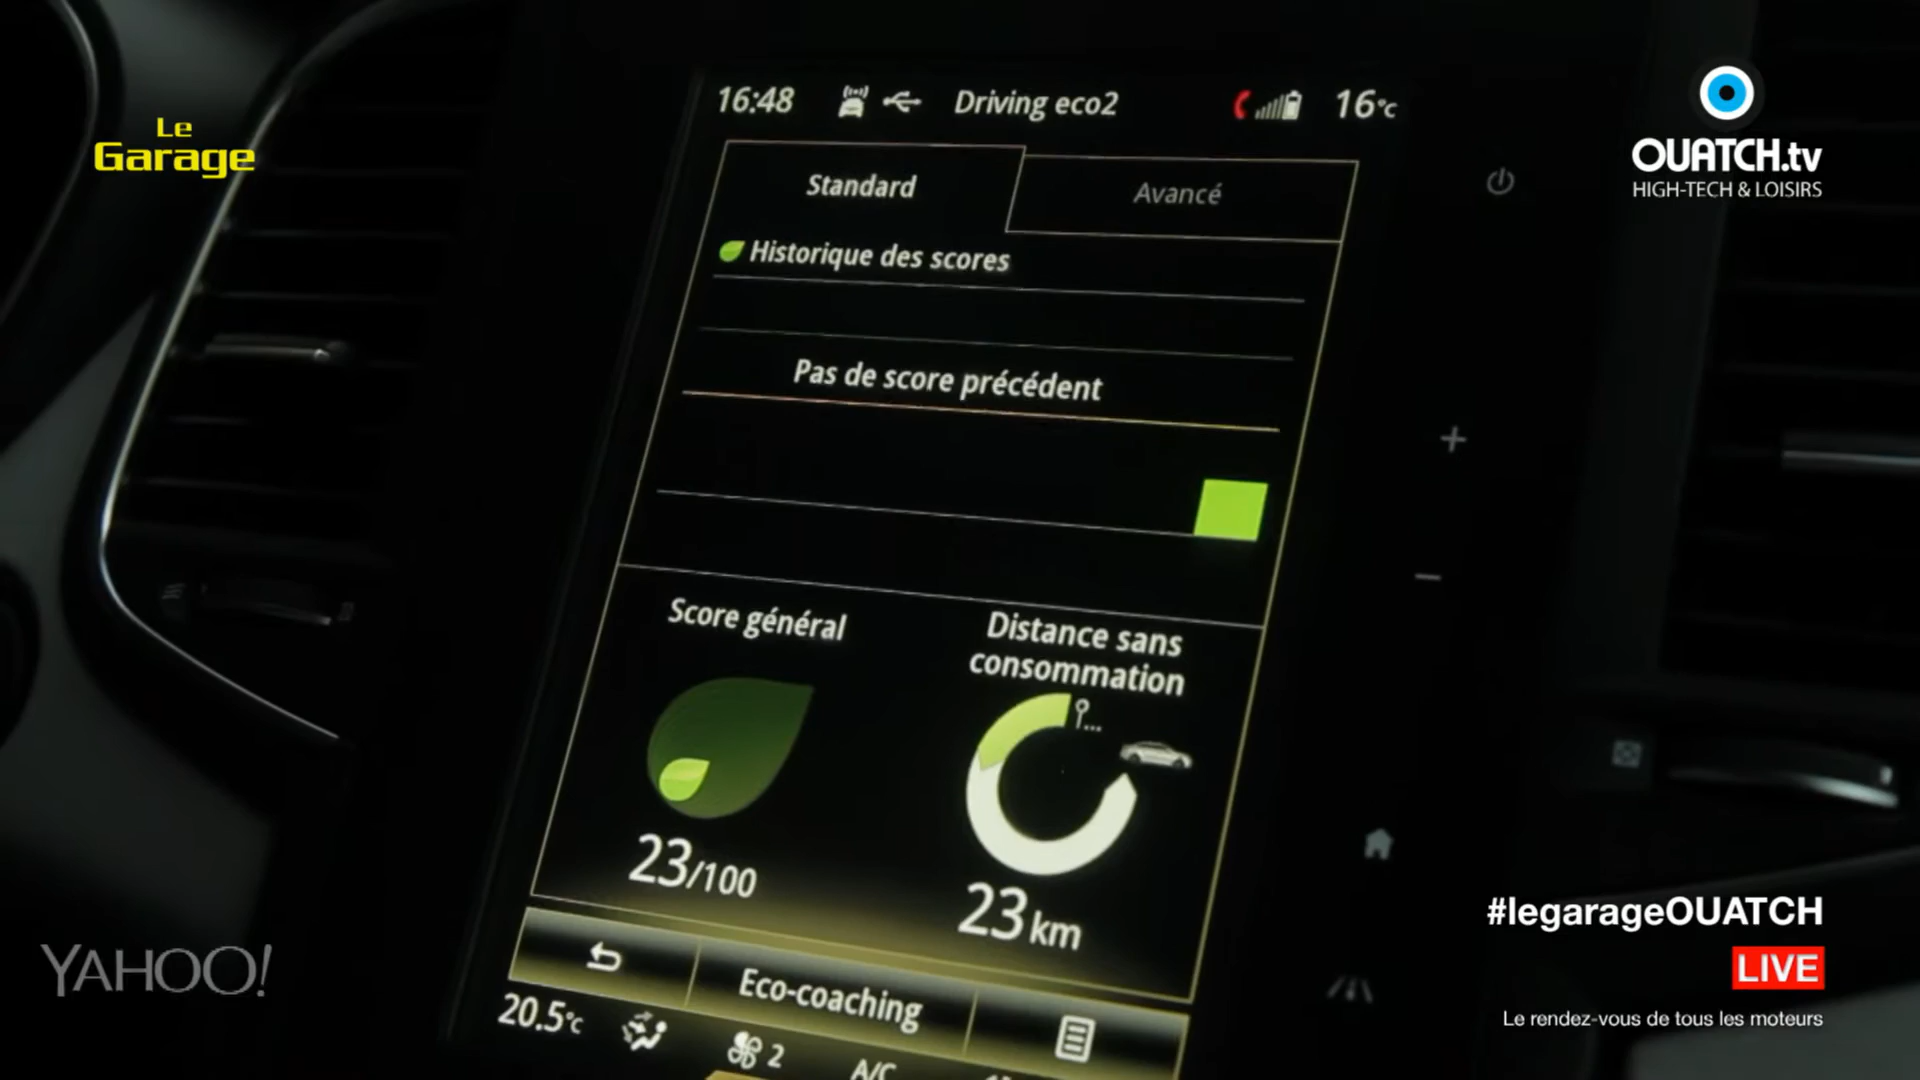 16:48
Driving eco2
16°C
Le
Garage
OUATCH.tv
HIGH-TECH & LOISIRS
Standard
Avancé
Historique des scores
Pas de score précédent
Score général
Distance sans
consommation
23/100
23 km
#legarageOUATCH
LIVE
Le rendez-vous de tous les moteurs
YAHOO!
Eco-coaching
20.5°C
2
A/C